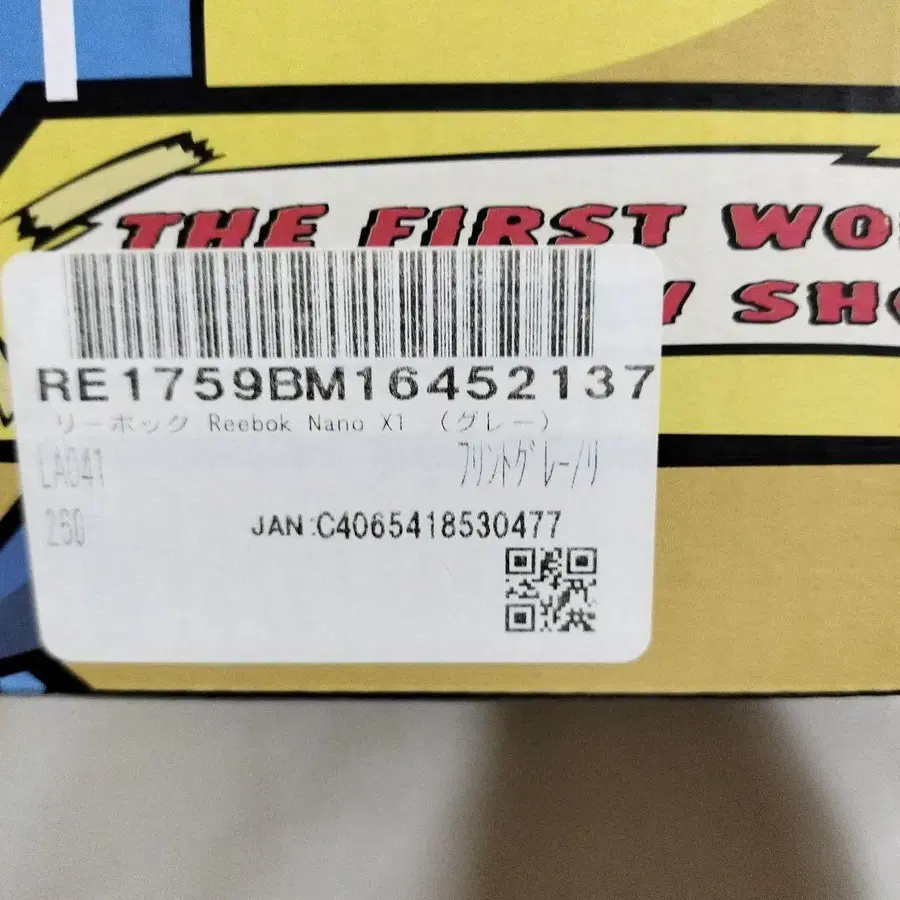 THE FIRST WO
SHO
RE1759BM16452137
リーボック Reebok Nano X1 (グレー)
LAG41 フリントグレー/リ
260 JAN:C4065418530477